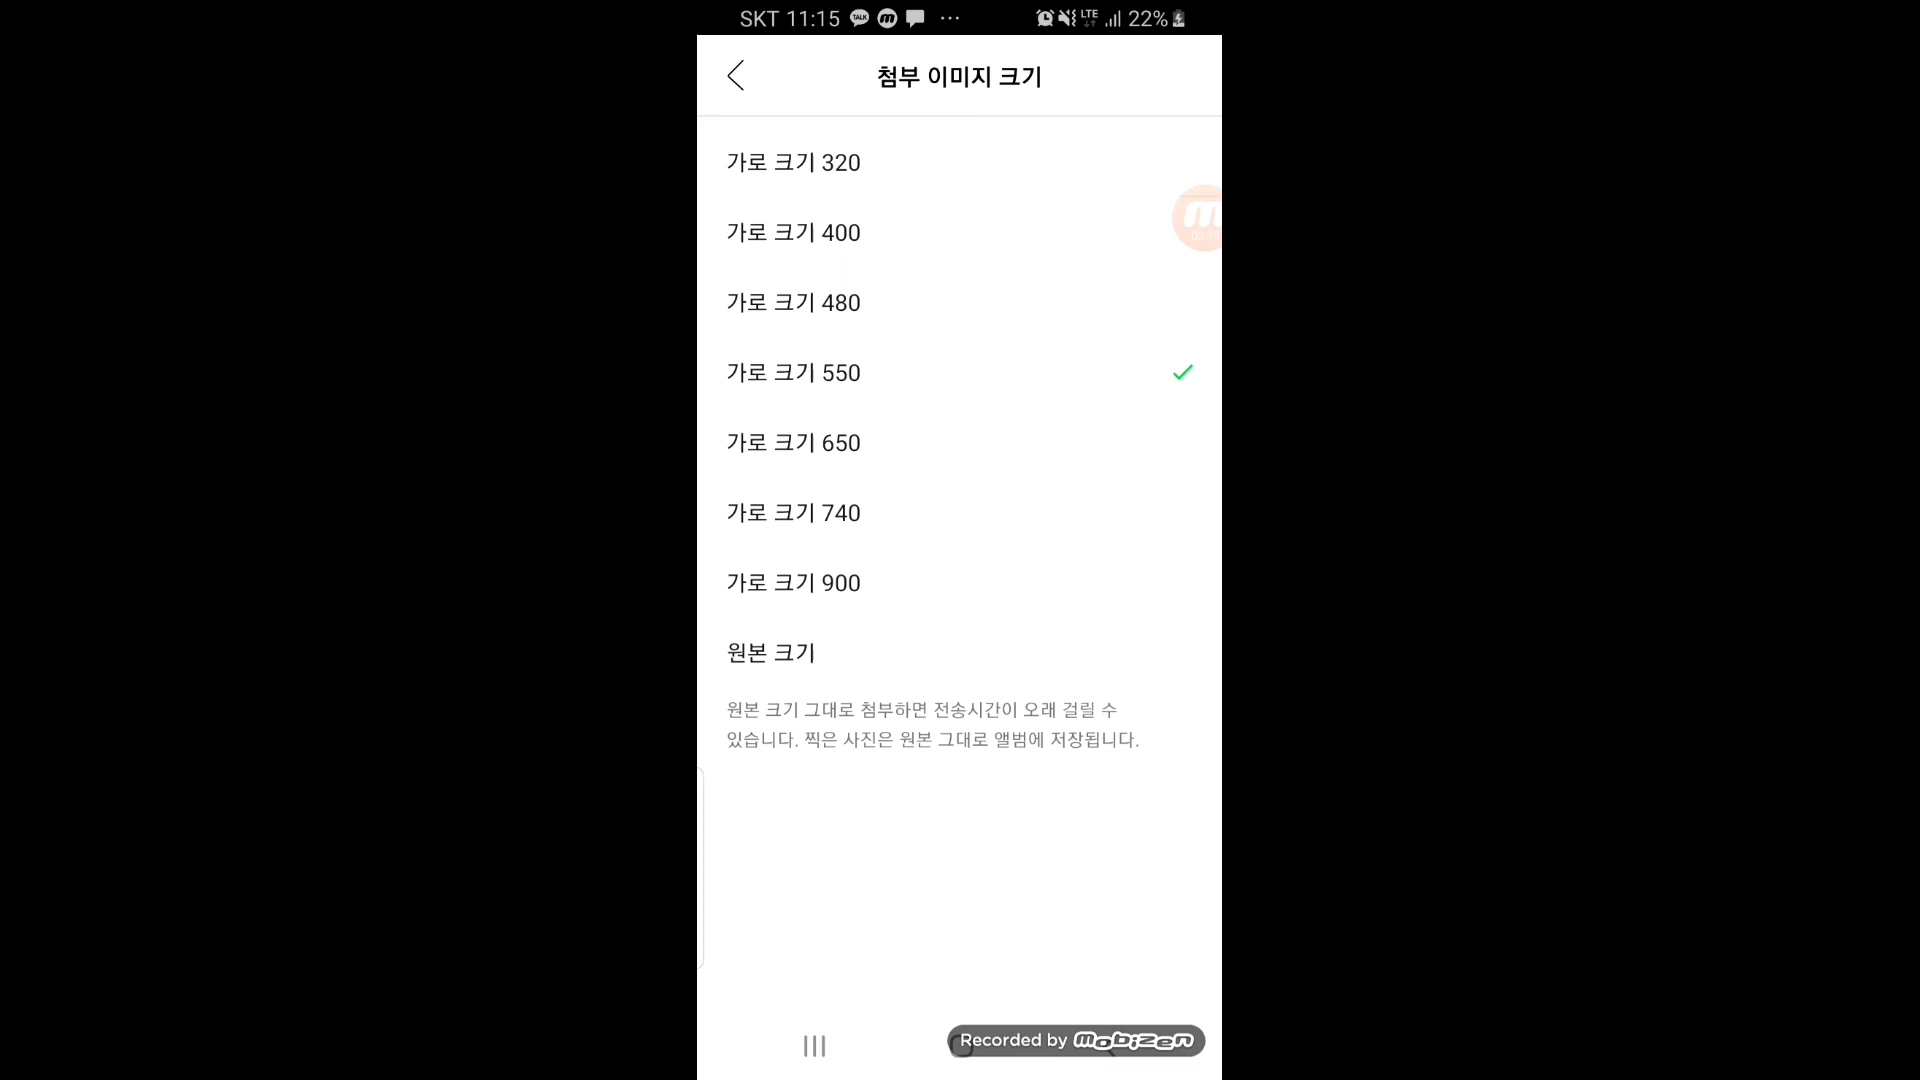 SKT 11:15 TALK m ... LTE 22%
첨부 이미지 크기
가로 크기 320
가로 크기 400
가로 크기 480
가로 크기 550
가로 크기 650
가로 크기 740
가로 크기 900
원본 크기
원본 크기 그대로 첨부하면 전송시간이 오래 걸릴 수
있습니다. 찍은 사진은 원본 그대로 앨범에 저장됩니다.
Recorded by mobizen